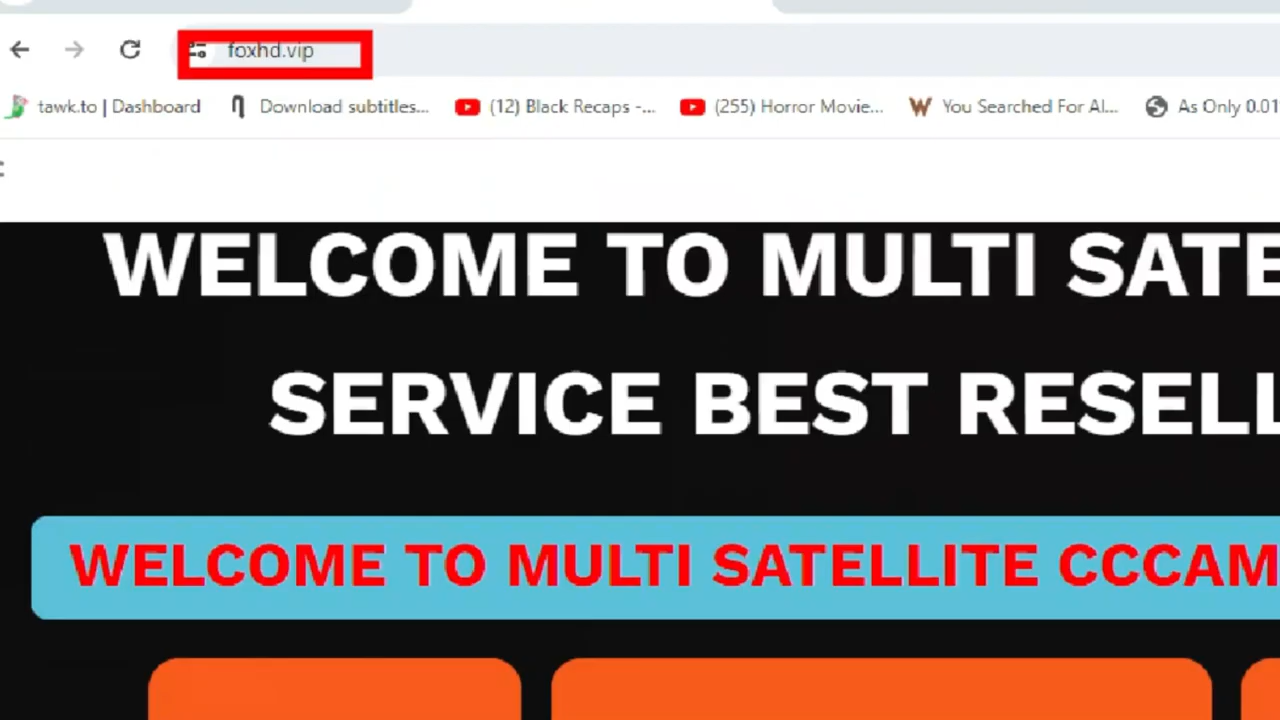 foxhd.vip
tawk.to | Dashboard Download subtitles... (12) Black Recaps -... (255) Horror Movie... You Searched For Al... As Only 0.01
WELCOME TO MULTI SATE
SERVICE BEST RESELL
WELCOME TO MULTI SATELLITE CCCAM